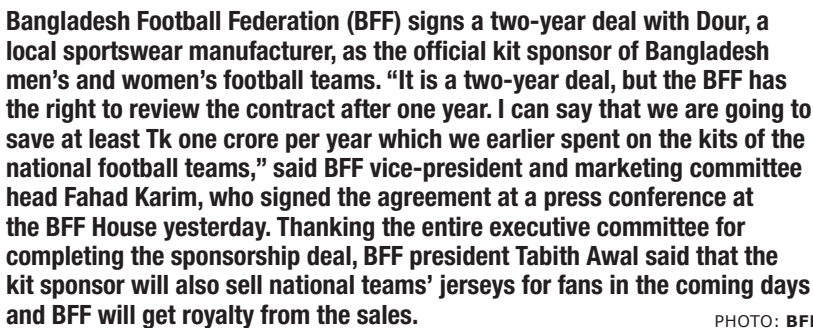 Bangladesh Football Federation (BFF) signs a two-year deal with Dour, a
local sportswear manufacturer, as the official kit sponsor of Bangladesh
men's and women's football teams. “It is a two-year deal, but the BFF has
the right to review the contract after one year. I can say that we are going to
save at least Tk one crore per year which we earlier spent on the kits of the
national football teams,” said BFF vice-president and marketing committee
head Fahad Karim, who signed the agreement at a press conference at
the BFF House yesterday. Thanking the entire executive committee for
completing the sponsorship deal, BFF president Tabith Awal said that the
kit sponsor will also sell national teams' jerseys for fans in the coming days
and BFF will get royalty from the sales. PHOTO: BFF